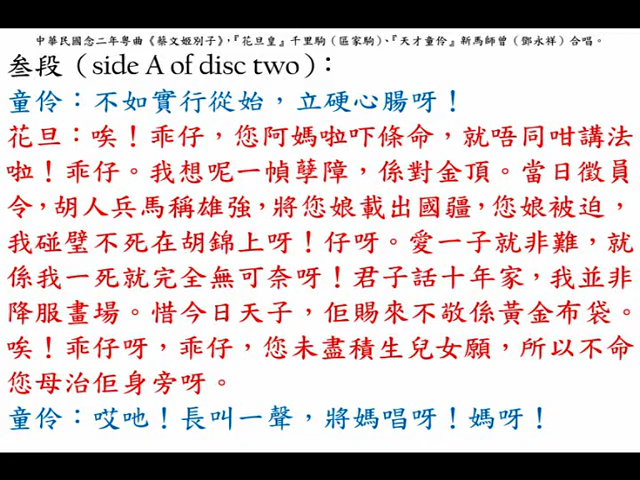 中華民國念二年粵曲《蔡文姬別子》，『花旦皇』千里駒（區家駒）、『天才童伶』新馬師曾（鄧永祥）合唱。
叁段（side A of disc two）：
童伶：不如實行從始，立硬心腸呀！
花旦：唉！乖仔，您阿媽啦吓條命，就唔同咁講法
啦！乖仔。我想呢一幀孽障，係對金頂。當日徵員
令，胡人兵馬稱雄強，將您娘載出國疆，您娘被迫，
我碰壁不死在胡錦上呀！仔呀。愛一子就非難，就
係我一死就完全無可奈呀！君子話十年家，我並非
降服畫場。惜今日天子，佢賜來不敬係黃金布袋。
唉！乖仔呀，乖仔，您未盡積生兒女願，所以不命
您母治佢身旁呀。
童伶：哎吔！長叫一聲，將媽唱呀！媽呀！